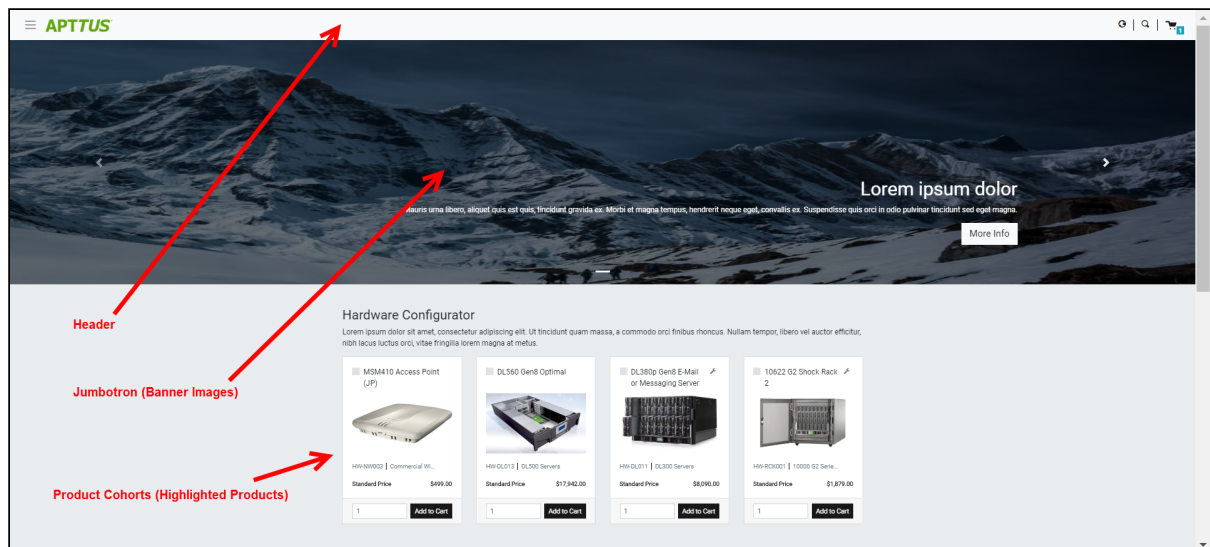 APTTUS
1
Lorem ipsum dolor
Mauris urna libero, aliquet quis est quis, tincidunt gravida ex. Morbi et magna tempus, hendrerit neque eget, convallis ex. Suspendisse quis orci in odio pulvinar tincidunt sed eget magna.
More Info
Header
Jumbotron (Banner Images)
Product Cohorts (Highlighted Products)
Hardware Configurator
Lorem ipsum dolor sit amet, consectetur adipiscing elit. Ut tincidunt quam massa, a commodo orci finibus rhoncus. Nullam tempor, libero vel auctor efficitur,
nibh lacus luctus orci, vitae fringilla lorem magna at metus.
MSM410 Access Point
(JP)
HW-NW003 | Commercial Wi...
Standard Price $499.00
1 Add to Cart
DL560 Gen8 Optimal
HW-DL013 | DL500 Servers
Standard Price $17,942.00
1 Add to Cart
DL380p Gen8 E-Mail
or Messaging Server
HW-DL011 | DL300 Servers
Standard Price $8,090.00
1 Add to Cart
10622 G2 Shock Rack
2
HW-RCK001 | 10000 G2 Serie...
Standard Price $1,879.00
1 Add to Cart